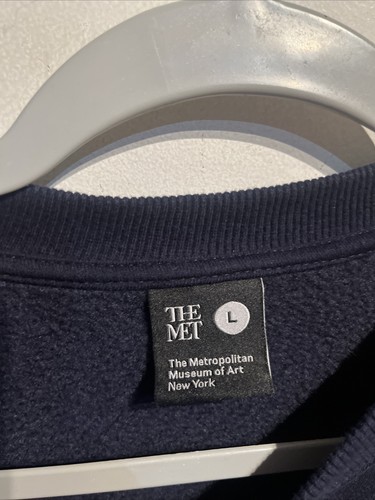 THE
MET
L
The Metropolitan
Museum of Art
New York